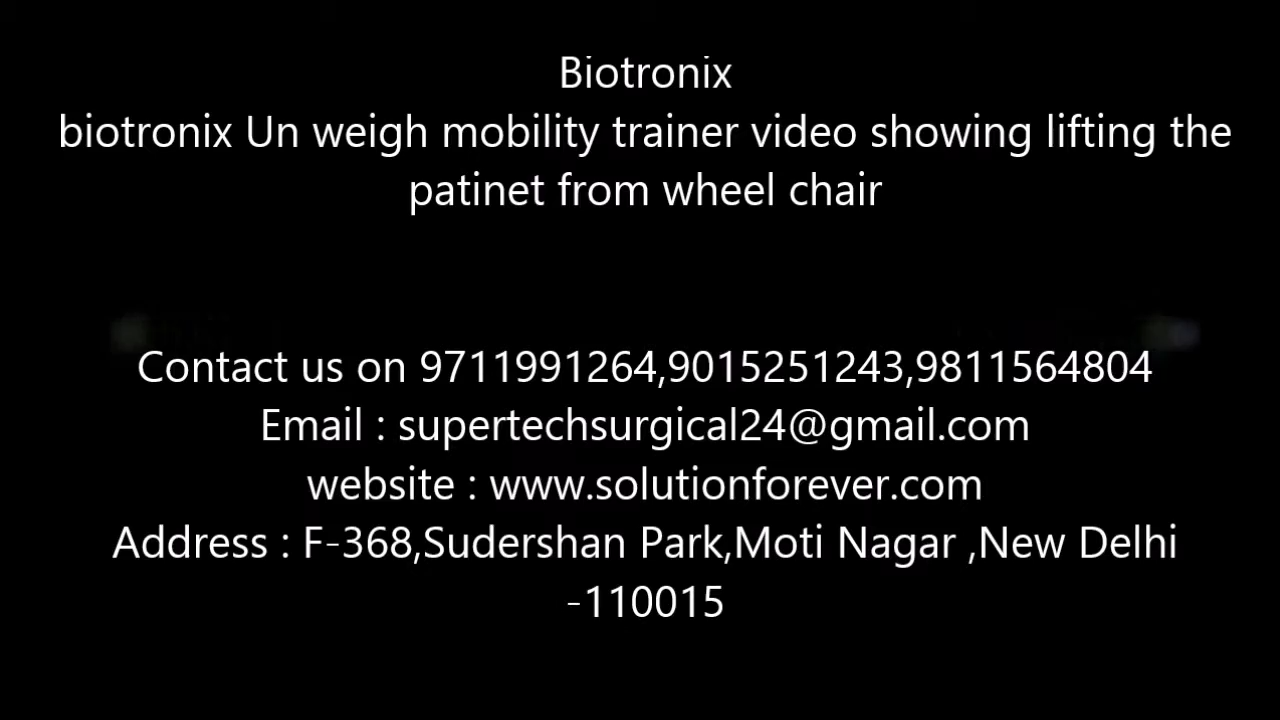 Biotronix
biotronix Un weigh mobility trainer video showing lifting the
patinet from wheel chair
Contact us on 9711991264,9015251243,9811564804
Email : supertechsurgical24@gmail.com
website : www.solutionforever.com
Address : F-368,Sudershan Park,Moti Nagar ,New Delhi
-110015